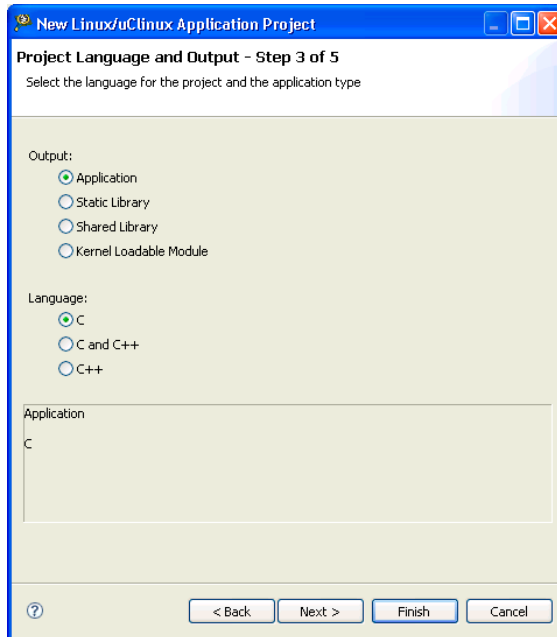 New Linux/uClinux Application Project
Project Language and Output - Step 3 of 5
Select the language for the project and the application type
Output:
Application
Static Library
Shared Library
Kernel Loadable Module
Language:
C
C and C++
C++
Application
C
? < Back Next > Finish Cancel